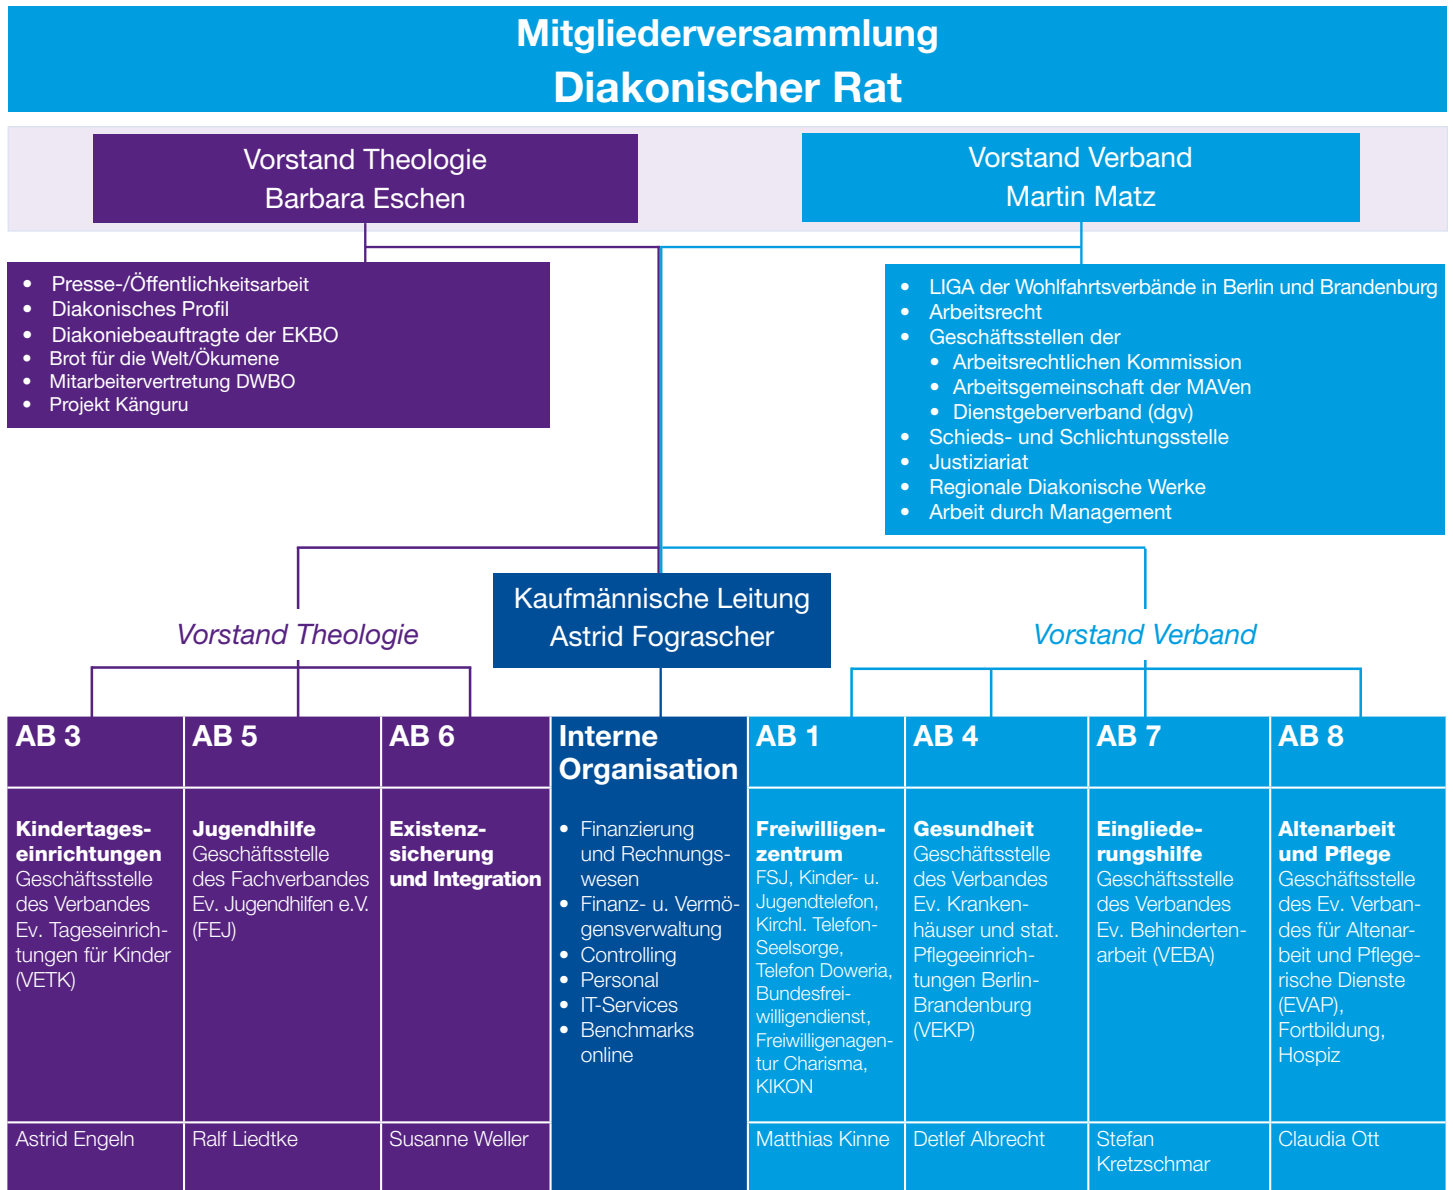 Mitgliederversammlung
Diakonischer Rat
Vorstand Theologie
Barbara Eschen
Vorstand Verband
Martin Matz
• Presse-/Öffentlichkeitsarbeit
• Diakonisches Profil
• Diakoniebeauftragte der EKBO
• Brot für die Welt/Ökumene
• Mitarbeitervertretung DWBO
• Projekt Känguru
• LIGA der Wohlfahrtsverbände in Berlin und Brandenburg
• Arbeitsrecht
• Geschäftsstellen der
• Arbeitsrechtlichen Kommission
• Arbeitsgemeinschaft der MAVen
• Dienstgeberverband (dgv)
• Schieds- und Schlichtungsstelle
• Justiziariat
• Regionale Diakonische Werke
• Arbeit durch Management
Kaufmännische Leitung
Astrid Fograscher
Vorstand Theologie
Vorstand Verband
AB 3
Kindertages-
einrichtungen
Geschäftsstelle
des Verbandes
Ev. Tageseinrich-
tungen für Kinder
(VETK)
Astrid Engeln
AB 5
Jugendhilfe
Geschäftsstelle
des Fachverbandes
Ev. Jugendhilfen e.V.
(FEJ)
Ralf Liedtke
AB 6
Existenz-
sicherung
und Integration
Susanne Weller
Interne
Organisation
• Finanzierung
und Rechnungs-
wesen
• Finanz- u. Vermö-
gensverwaltung
• Controlling
• Personal
• IT-Services
• Benchmarks
online
AB 1
Freiwilligen-
zentrum
FSJ, Kinder- u.
Jugendtelefon,
Kirchl. Telefon-
Seelsorge,
Telefon Doweria,
Bundesfrei-
willigendienst,
Freiwilligenagen-
tur Charisma,
KIKON
Matthias Kinne
AB 4
Gesundheit
Geschäftsstelle
des Verbandes
Ev. Kranken-
häuser und stat.
Pflegeeinrich-
tungen Berlin-
Brandenburg
(VEKP)
Detlef Albrecht
AB 7
Eingliede-
rungshilfe
Geschäftsstelle
des Verbandes
Ev. Behinderten-
arbeit (VEBA)
Stefan
Kretzschmar
AB 8
Altenarbeit
und Pflege
Geschäftsstelle
des Ev. Verban-
des für Altenar-
beit und Pflege-
rische Dienste
(EVAP),
Fortbildung,
Hospiz
Claudia Ott